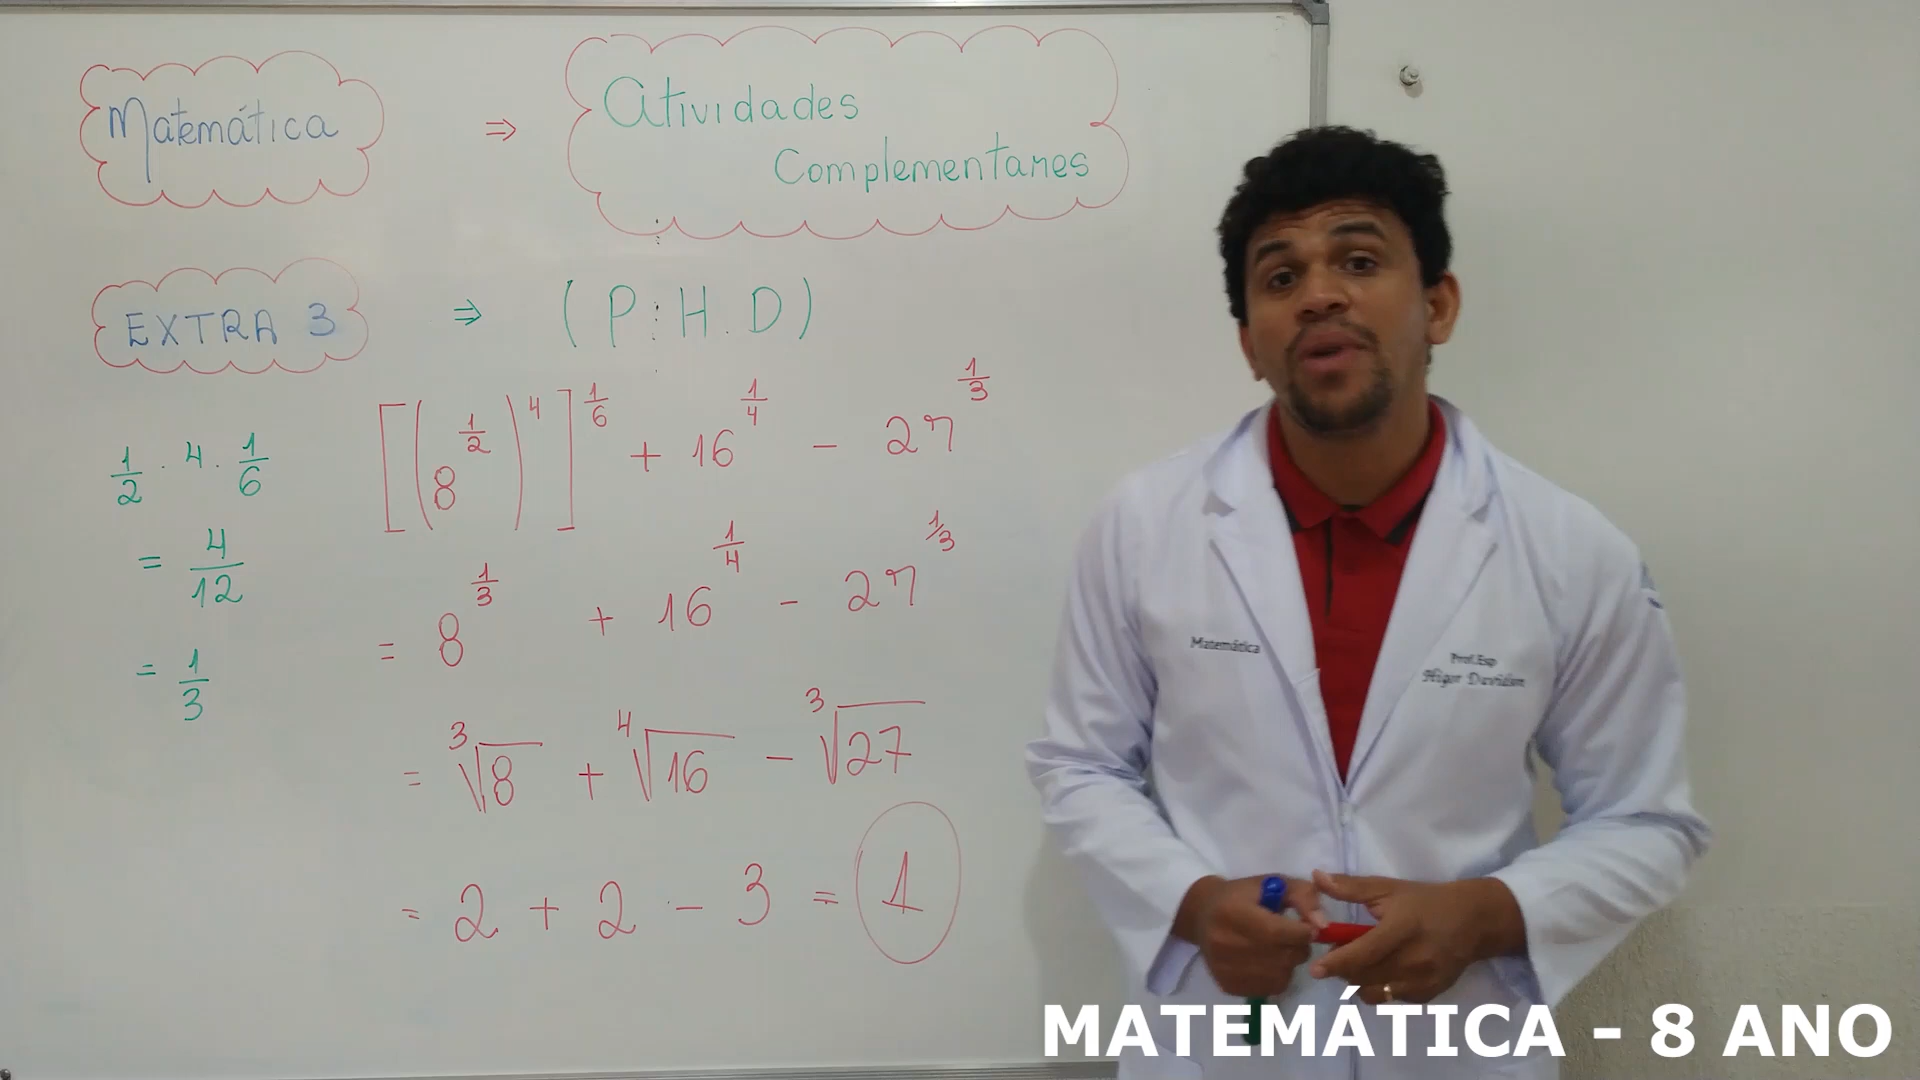 Matemática ⇒ Atividades
Complementares
EXTRA 3 ⇒ (P.H.D)
1/2 . 4 . 1/6
= 4/12
= 1/3
[(8^(1/2))^4]^(1/6) + 16^(1/4) - 27^(1/3)
= 8^(1/3) + 16^(1/4) - 27^(1/3)
= ∛8 + ∜16 - ∛27
= 2 + 2 - 3 = 1
Matemática
Prof.Esp
Higor Davidson
MATEMÁTICA - 8 ANO